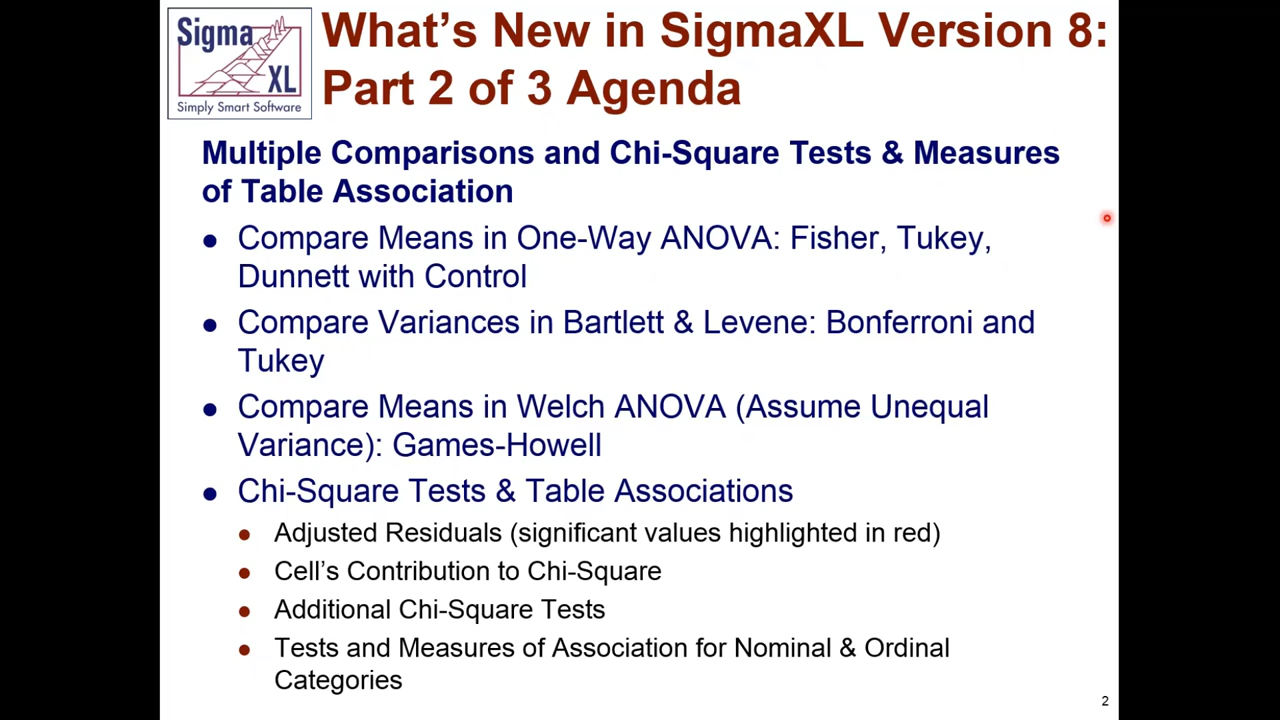 Sigma
XL
Simply Smart Software
What's New in SigmaXL Version 8:
Part 2 of 3 Agenda
Multiple Comparisons and Chi-Square Tests & Measures
of Table Association
● Compare Means in One-Way ANOVA: Fisher, Tukey,
Dunnett with Control
● Compare Variances in Bartlett & Levene: Bonferroni and
Tukey
● Compare Means in Welch ANOVA (Assume Unequal
Variance): Games-Howell
● Chi-Square Tests & Table Associations
● Adjusted Residuals (significant values highlighted in red)
● Cell's Contribution to Chi-Square
● Additional Chi-Square Tests
● Tests and Measures of Association for Nominal & Ordinal
Categories
2